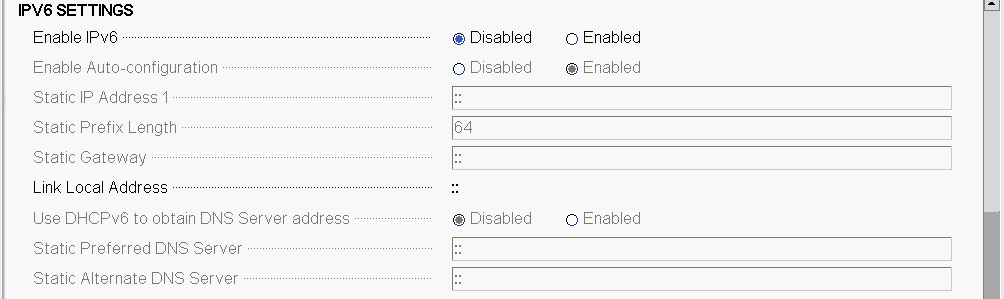 IPV6 SETTINGS
Enable IPv6 Disabled Enabled
Enable Auto-configuration Disabled Enabled
Static IP Address 1 ::
Static Prefix Length 64
Static Gateway ::
Link Local Address ::
Use DHCPv6 to obtain DNS Server address Disabled Enabled
Static Preferred DNS Server ::
Static Alternate DNS Server ::